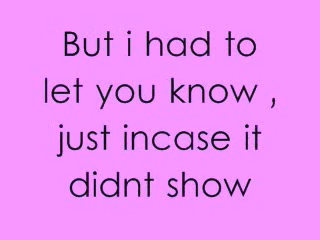 But i had to
let you know ,
just incase it
didnt show